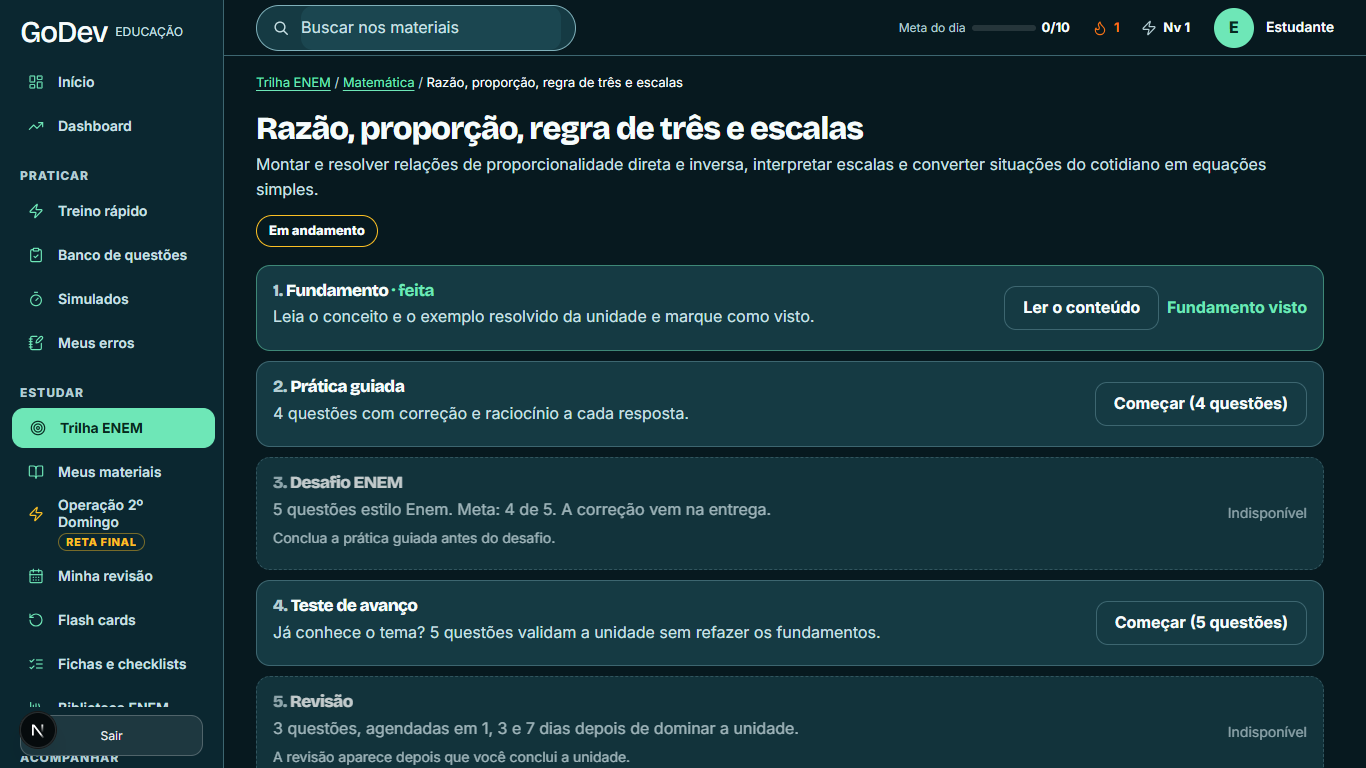 GoDev EDUCAÇÃO
Buscar nos materiais
Meta do dia 0/10 1 Nv 1 E Estudante
Início
Dashboard
PRATICAR
Treino rápido
Banco de questões
Simulados
Meus erros
ESTUDAR
Trilha ENEM
Meus materiais
Operação 2º
Domingo
RETA FINAL
Minha revisão
Flash cards
Fichas e checklists
Biblioteca ENEM
N Sair
ACOMPANHAR
Trilha ENEM / Matemática / Razão, proporção, regra de três e escalas
Razão, proporção, regra de três e escalas
Montar e resolver relações de proporcionalidade direta e inversa, interpretar escalas e converter situações do cotidiano em equações
simples.
Em andamento
1. Fundamento · feita
Leia o conceito e o exemplo resolvido da unidade e marque como visto.
Ler o conteúdo Fundamento visto
2. Prática guiada
4 questões com correção e raciocínio a cada resposta.
Começar (4 questões)
3. Desafio ENEM
5 questões estilo Enem. Meta: 4 de 5. A correção vem na entrega.
Conclua a prática guiada antes do desafio.
Indisponível
4. Teste de avanço
Já conhece o tema? 5 questões validam a unidade sem refazer os fundamentos.
Começar (5 questões)
5. Revisão
3 questões, agendadas em 1, 3 e 7 dias depois de dominar a unidade.
A revisão aparece depois que você conclui a unidade.
Indisponível